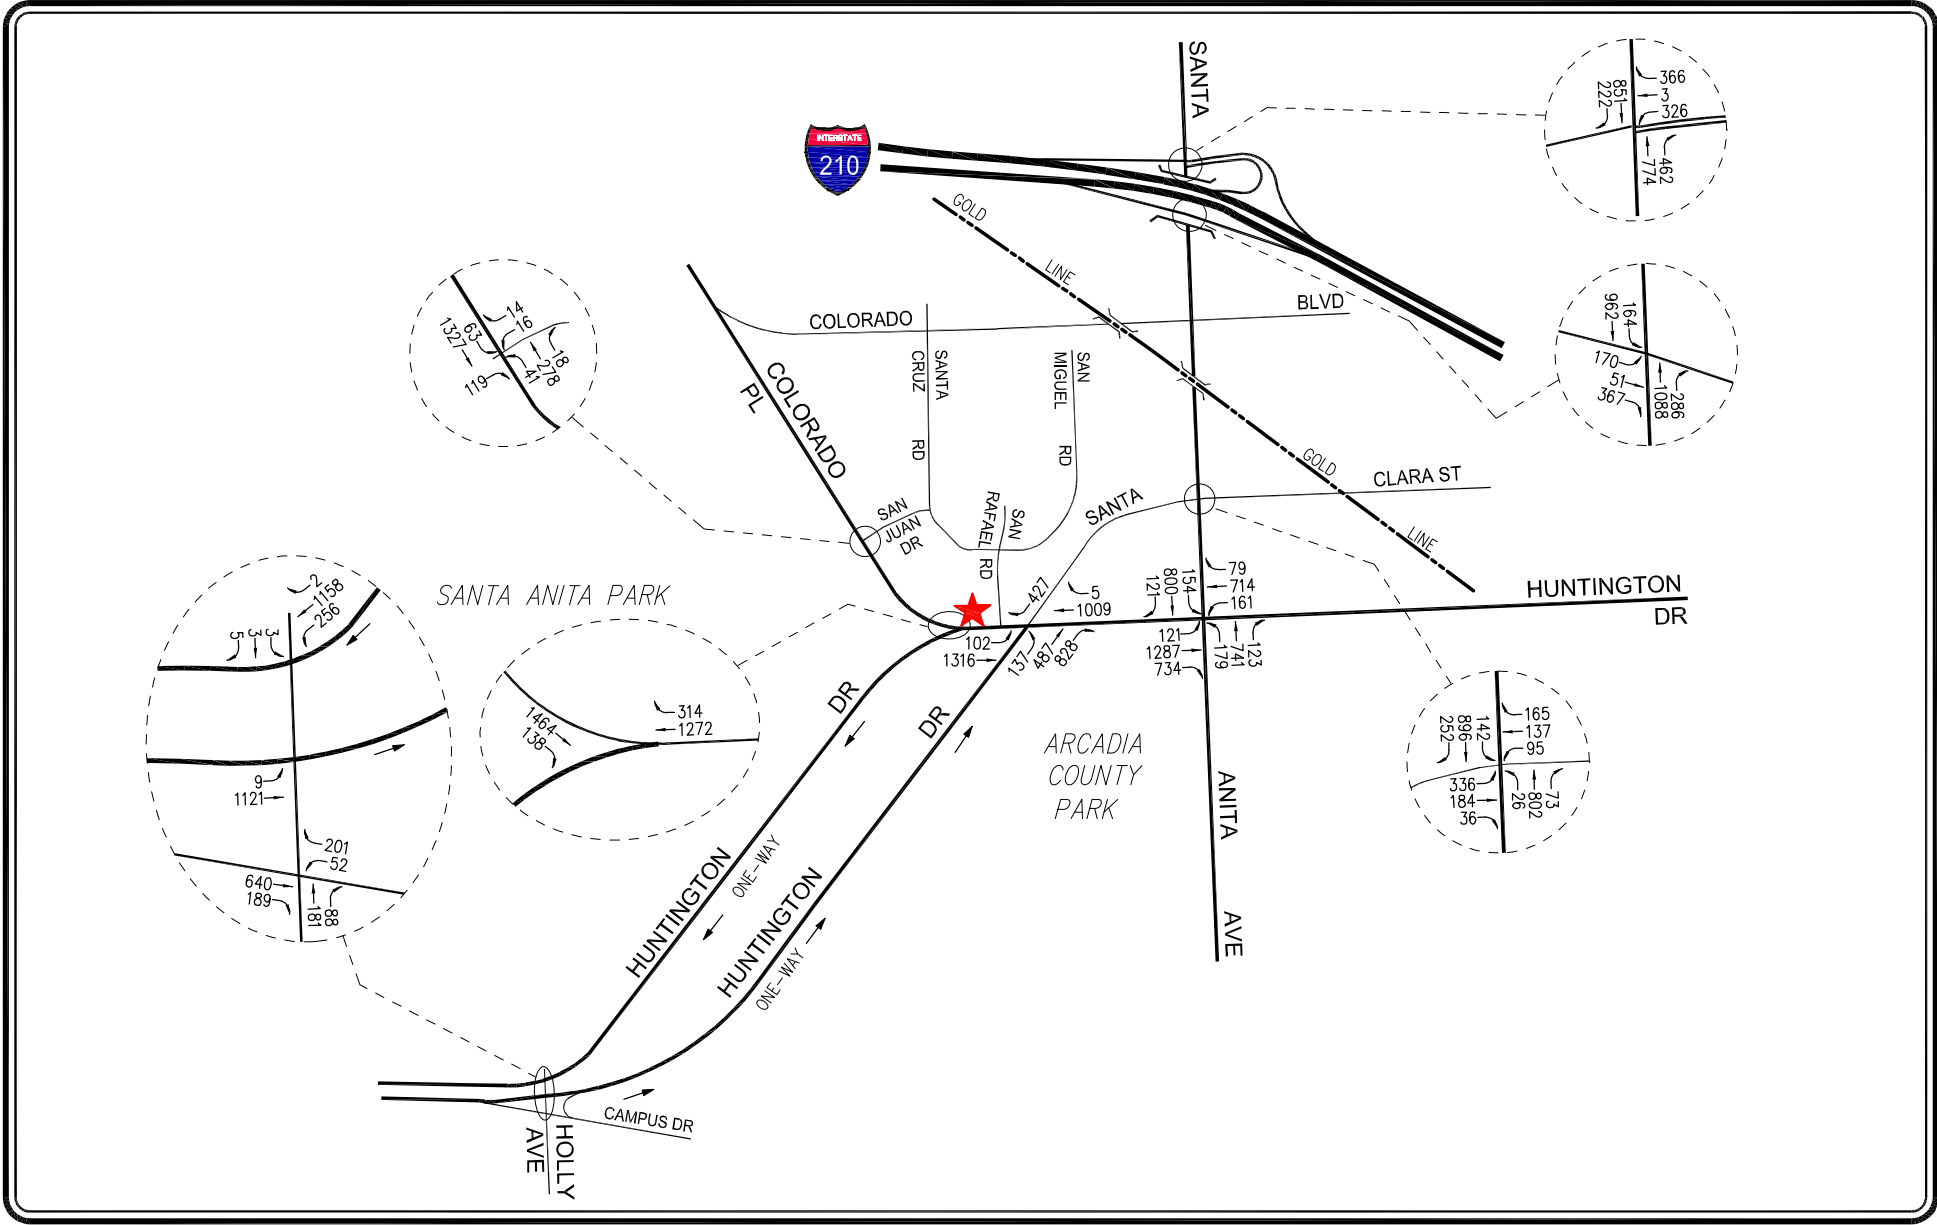 SANTA
366
3
326
851
222
462
774
INTERSTATE
210
GOLD
LINE
164
962
170
51
367
286
1088
14
16
63
1327
119
18
278
41
COLORADO
BLVD
COLORADO
PL
SANTA
CRUZ
RD
SAN
MIGUEL
RD
SAN
JUAN
DR
SAN
RAFAEL RD
SANTA
CLARA ST
GOLD
LINE
SANTA ANITA PARK
2
1158
256
3
3
5
9
1121
201
52
640
189
88
181
314
1272
1464
138
427
5
1009
102
1316
137
487
828
79
714
161
154
800
121
121
1287
734
123
741
179
HUNTINGTON
DR
165
137
95
142
896
252
336
184
36
73
802
26
DR
DR
ARCADIA
COUNTY
PARK
ANITA
AVE
HUNTINGTON
ONE-WAY
HUNTINGTON
ONE-WAY
CAMPUS DR
HOLLY
AVE